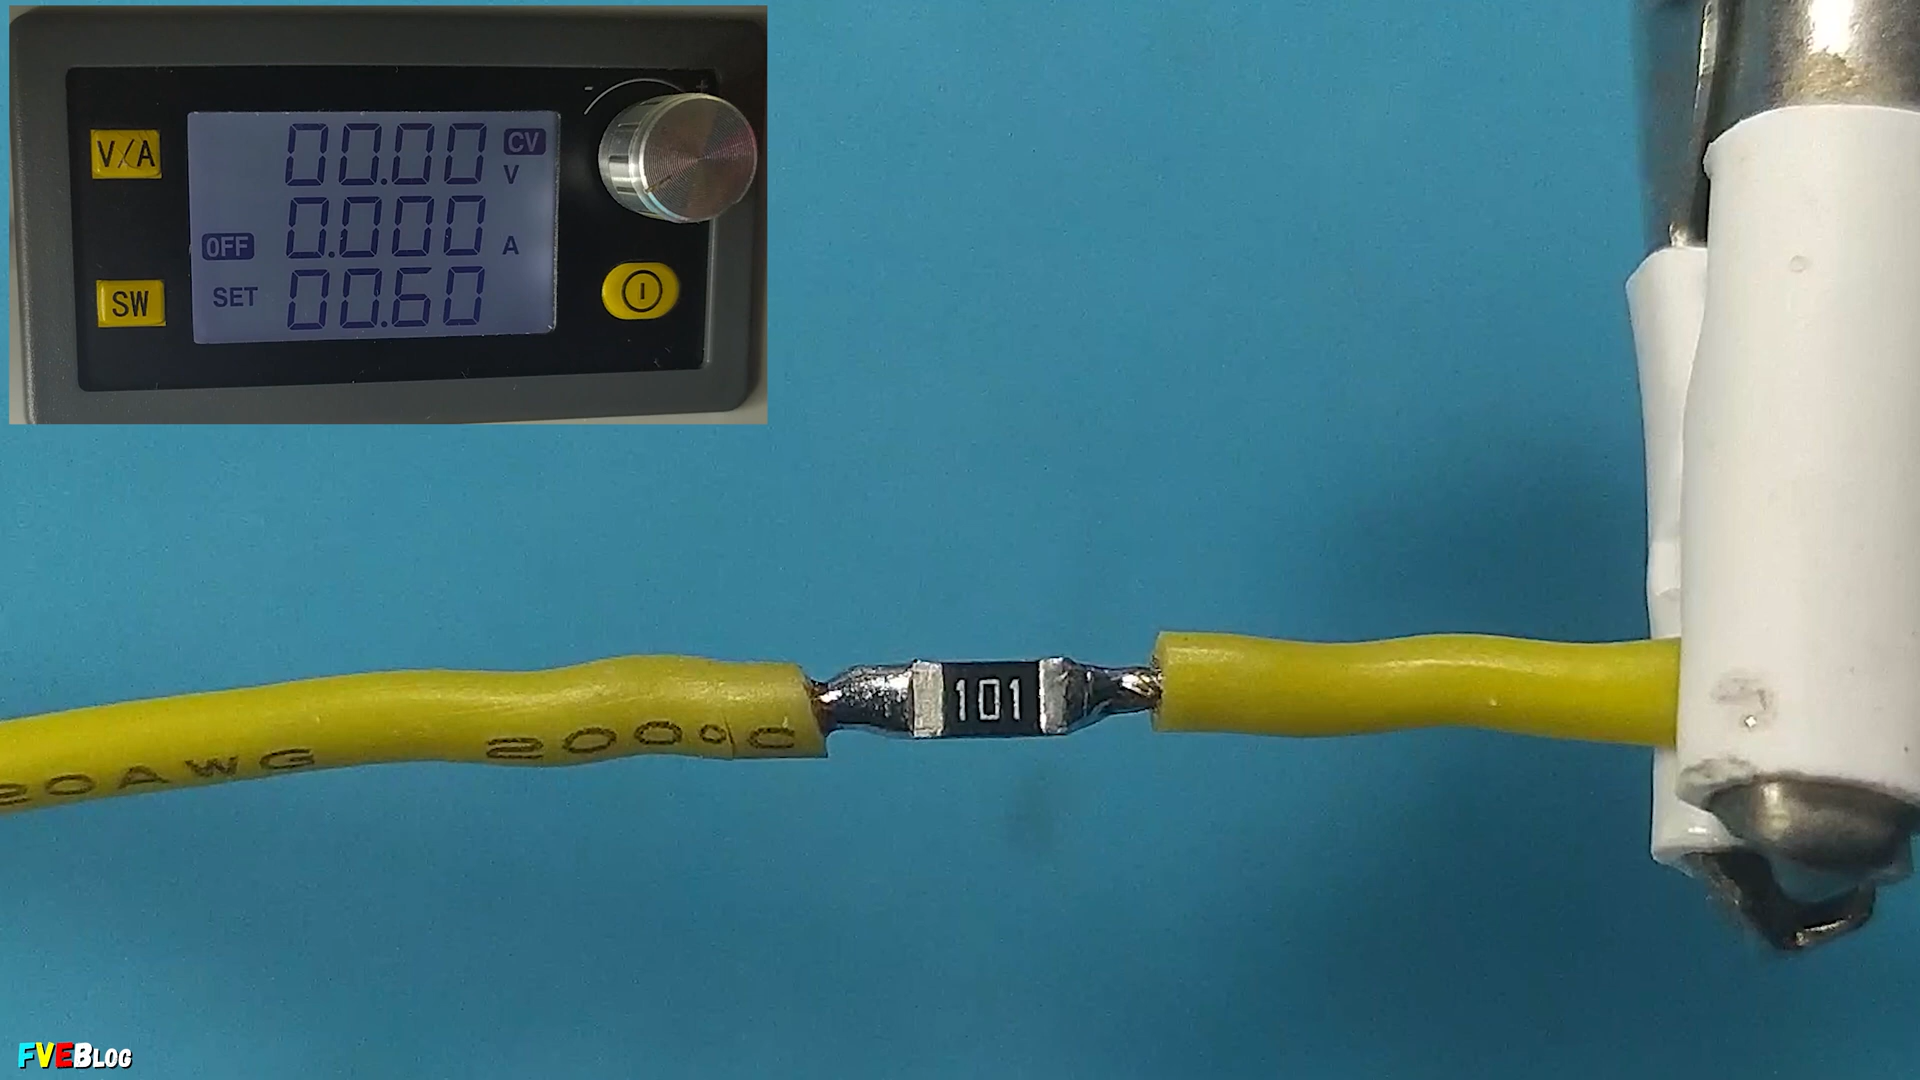 - +
V/A
00.00 CV V
OFF 0.000 A
SW
SET 00.60
101
20AWG 200°C
FVEBLOG